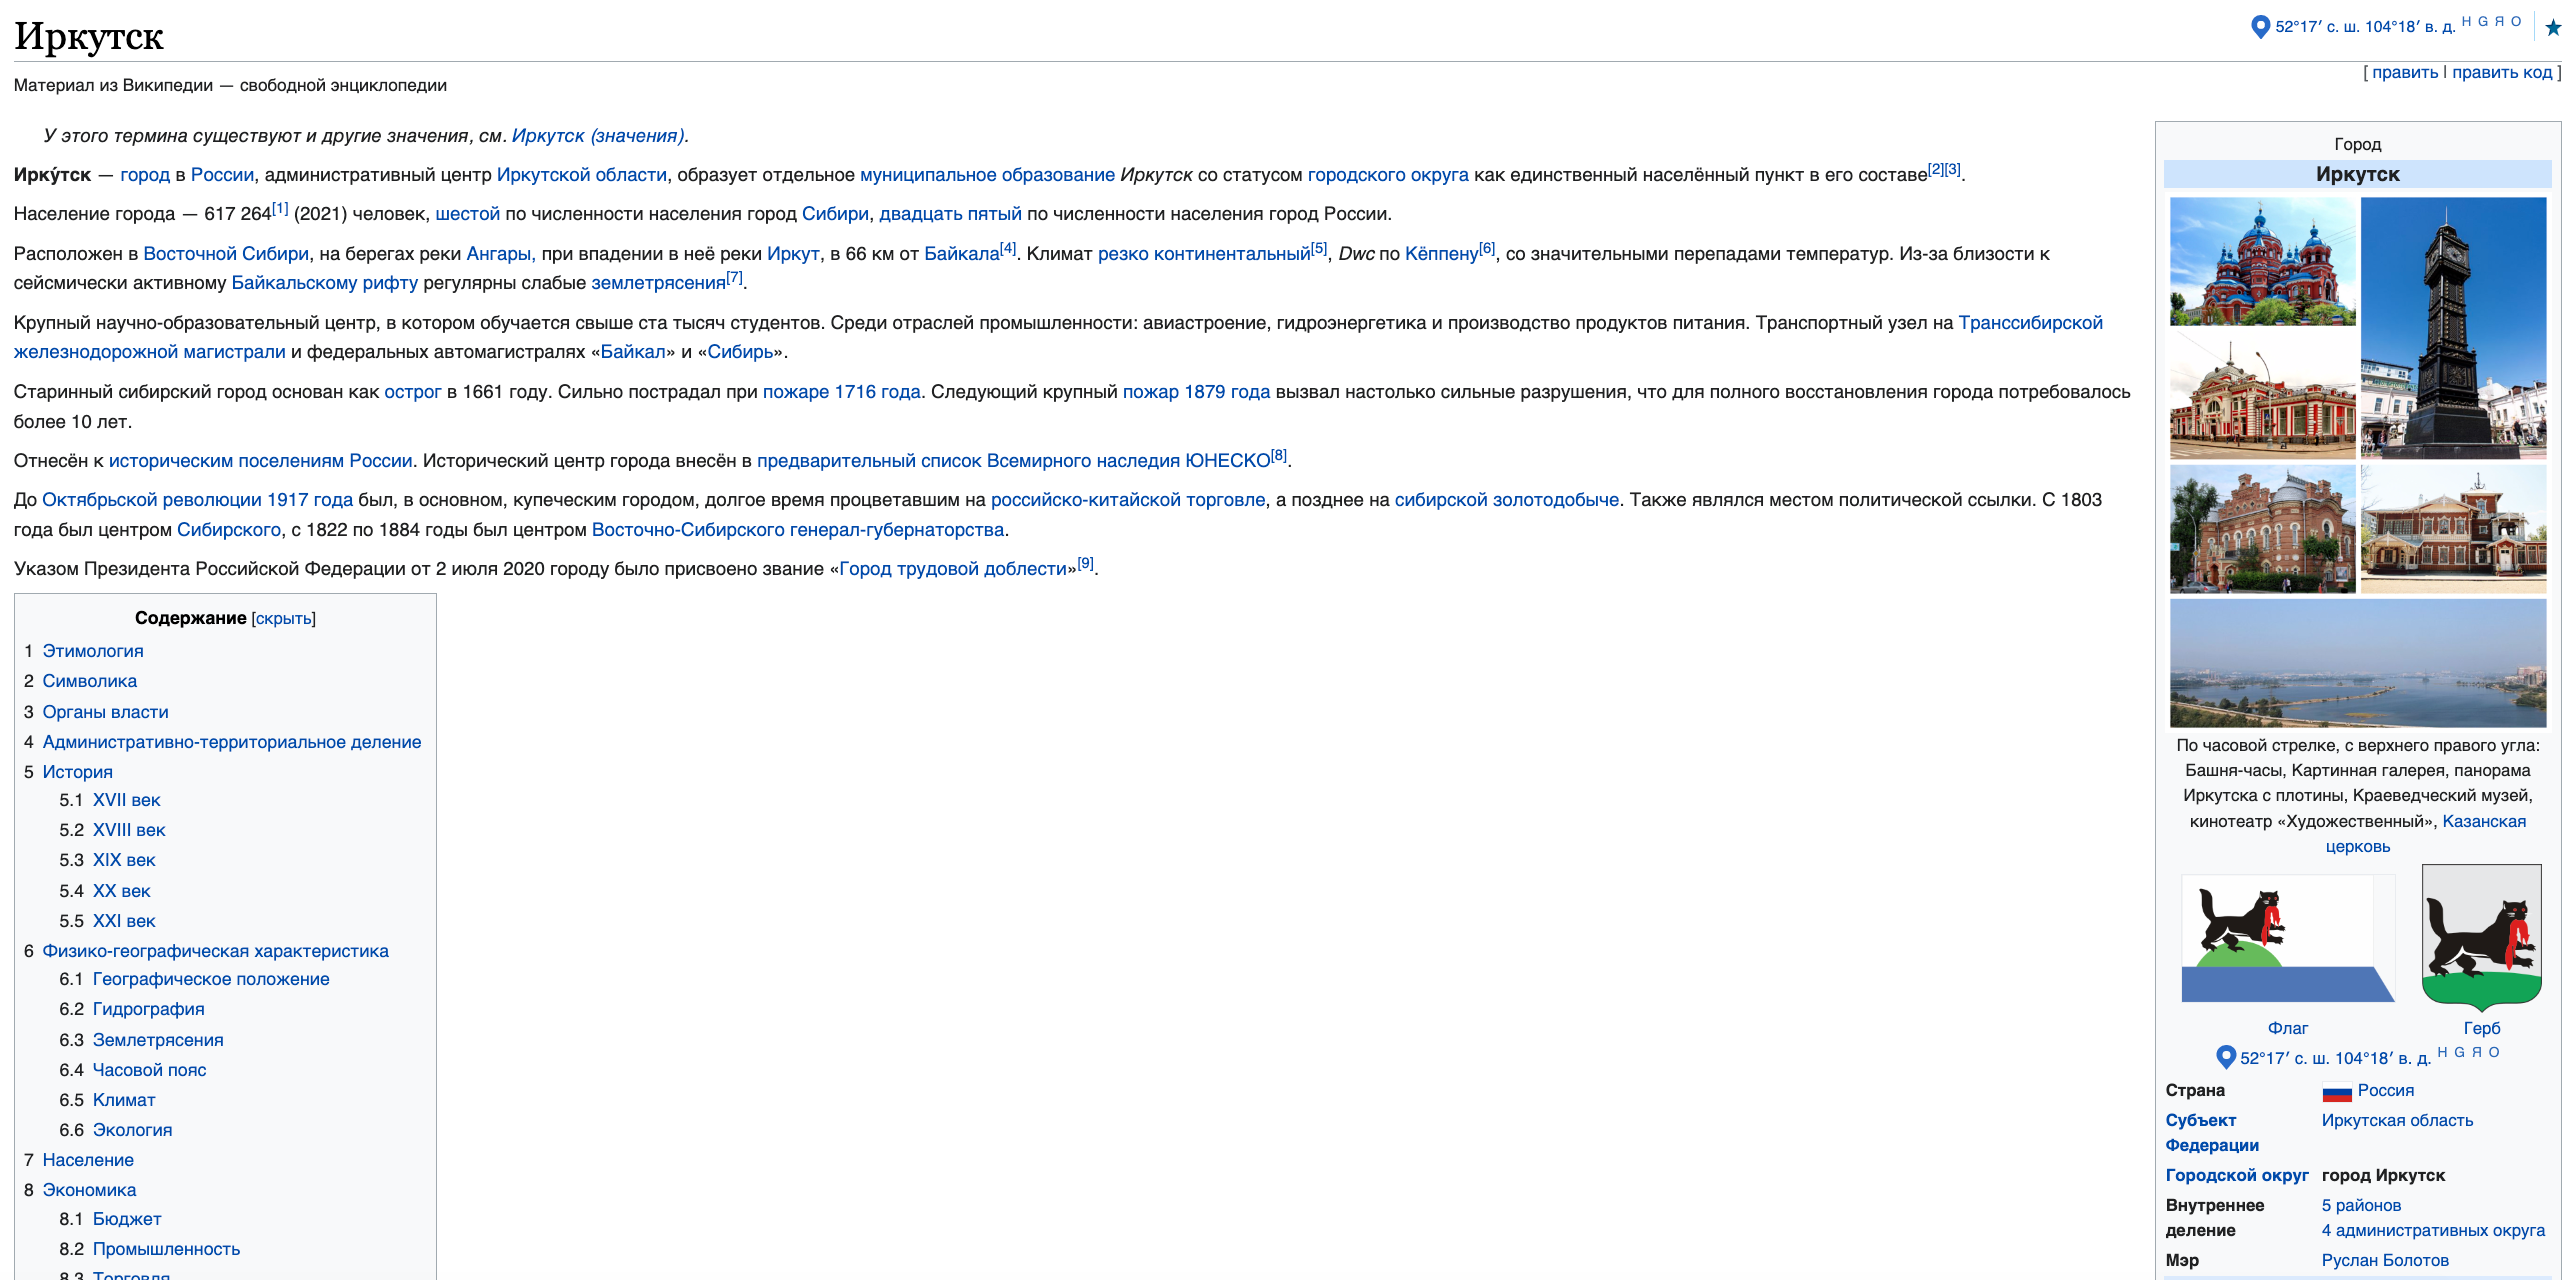 Иркутск
52°17′ с. ш. 104°18′ в. д. H G Я O
[ править | править код ]
Материал из Википедии — свободной энциклопедии
У этого термина существуют и другие значения, см. Иркутск (значения).
Ирку́тск — город в России, административный центр Иркутской области, образует отдельное муниципальное образование Иркутск со статусом городского округа как единственный населённый пункт в его составе[2][3].
Население города — 617 264[1] (2021) человек, шестой по численности населения город Сибири, двадцать пятый по численности населения город России.
Расположен в Восточной Сибири, на берегах реки Ангары, при впадении в неё реки Иркут, в 66 км от Байкала[4]. Климат резко континентальный[5], Dwc по Кёппену[6], со значительными перепадами температур. Из-за близости к
сейсмически активному Байкальскому рифту регулярны слабые землетрясения[7].
Крупный научно-образовательный центр, в котором обучается свыше ста тысяч студентов. Среди отраслей промышленности: авиастроение, гидроэнергетика и производство продуктов питания. Транспортный узел на Транссибирской
железнодорожной магистрали и федеральных автомагистралях «Байкал» и «Сибирь».
Старинный сибирский город основан как острог в 1661 году. Сильно пострадал при пожаре 1716 года. Следующий крупный пожар 1879 года вызвал настолько сильные разрушения, что для полного восстановления города потребовалось
более 10 лет.
Отнесён к историческим поселениям России. Исторический центр города внесён в предварительный список Всемирного наследия ЮНЕСКО[8].
До Октябрьской революции 1917 года был, в основном, купеческим городом, долгое время процветавшим на российско-китайской торговле, а позднее на сибирской золотодобыче. Также являлся местом политической ссылки. С 1803
года был центром Сибирского, с 1822 по 1884 годы был центром Восточно-Сибирского генерал-губернаторства.
Указом Президента Российской Федерации от 2 июля 2020 городу было присвоено звание «Город трудовой доблести»[9].
Содержание [скрыть]
1 Этимология
2 Символика
3 Органы власти
4 Административно-территориальное деление
5 История
5.1 XVII век
5.2 XVIII век
5.3 XIX век
5.4 XX век
5.5 XXI век
6 Физико-географическая характеристика
6.1 Географическое положение
6.2 Гидрография
6.3 Землетрясения
6.4 Часовой пояс
6.5 Климат
6.6 Экология
7 Население
8 Экономика
8.1 Бюджет
8.2 Промышленность
8.3 Торговля
Город
Иркутск
По часовой стрелке, с верхнего правого угла:
Башня-часы, Картинная галерея, панорама
Иркутска с плотины, Краеведческий музей,
кинотеатр «Художественный», Казанская
церковь
Флаг Герб
52°17′ с. ш. 104°18′ в. д. H G Я O
Страна Россия
Субъект Иркутская область
Федерации
Городской округ город Иркутск
Внутреннее 5 районов
деление 4 административных округа
Мэр Руслан Болотов